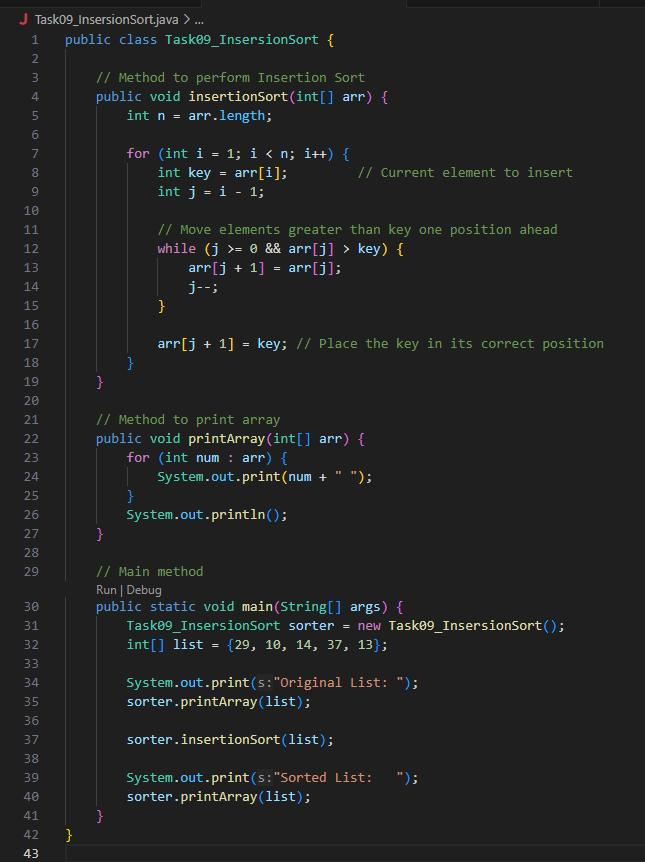 J Task09_InsersionSort.java > ...
1 public class Task09_InsersionSort {
2
3     // Method to perform Insertion Sort
4     public void insertionSort(int[] arr) {
5         int n = arr.length;
6
7         for (int i = 1; i < n; i++) {
8             int key = arr[i];         // Current element to insert
9             int j = i - 1;
10
11             // Move elements greater than key one position ahead
12             while (j >= 0 && arr[j] > key) {
13                 arr[j + 1] = arr[j];
14                 j--;
15             }
16
17             arr[j + 1] = key; // Place the key in its correct position
18         }
19     }
20
21     // Method to print array
22     public void printArray(int[] arr) {
23         for (int num : arr) {
24             System.out.print(num + " ");
25         }
26         System.out.println();
27     }
28
29     // Main method
Run | Debug
30     public static void main(String[] args) {
31         Task09_InsersionSort sorter = new Task09_InsersionSort();
32         int[] list = {29, 10, 14, 37, 13};
33
34         System.out.print(s:"Original List: ");
35         sorter.printArray(list);
36
37         sorter.insertionSort(list);
38
39         System.out.print(s:"Sorted List:   ");
40         sorter.printArray(list);
41     }
42 }
43